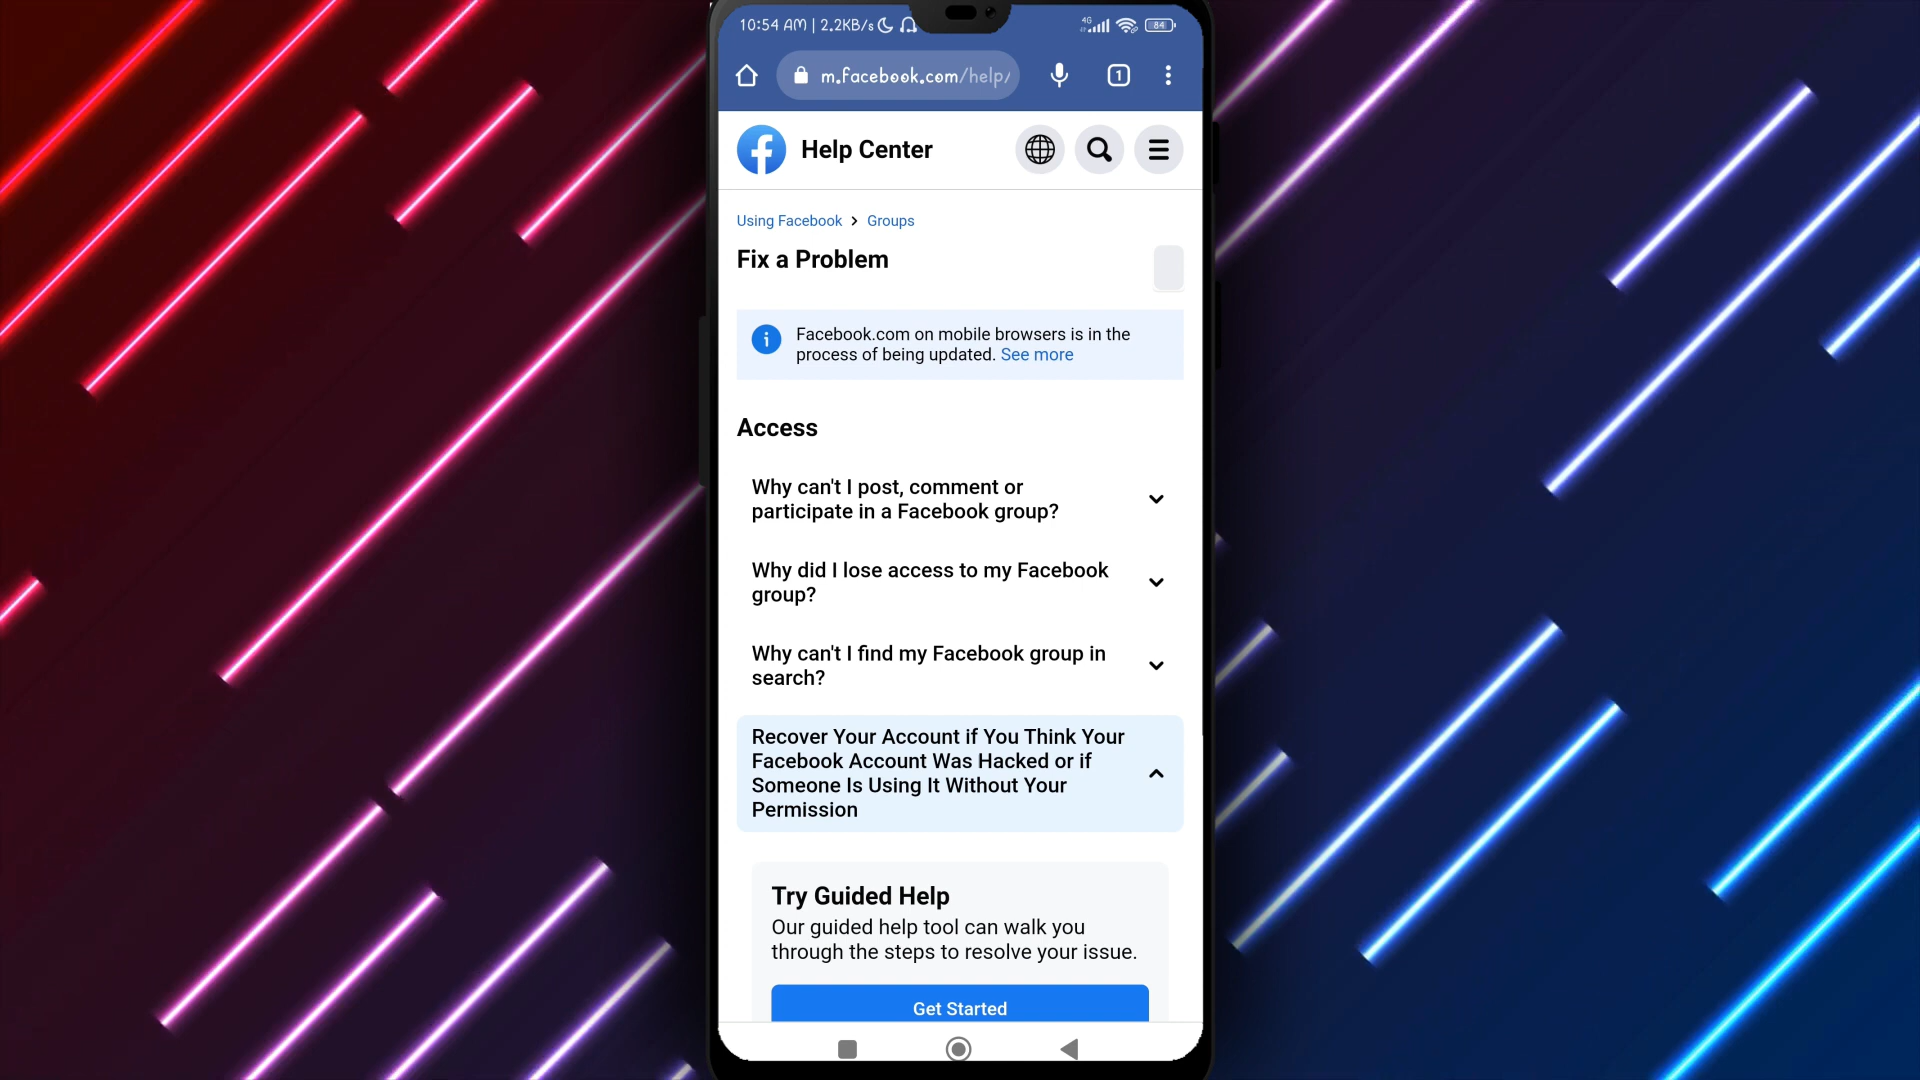 10:54 AM | 2.2KB/s
4G
84
m.facebook.com/help/
1
Help Center
Using Facebook > Groups
Fix a Problem
Facebook.com on mobile browsers is in the
process of being updated. See more
Access
Why can't I post, comment or
participate in a Facebook group?
Why did I lose access to my Facebook
group?
Why can't I find my Facebook group in
search?
Recover Your Account if You Think Your
Facebook Account Was Hacked or if
Someone Is Using It Without Your
Permission
Try Guided Help
Our guided help tool can walk you
through the steps to resolve your issue.
Get Started